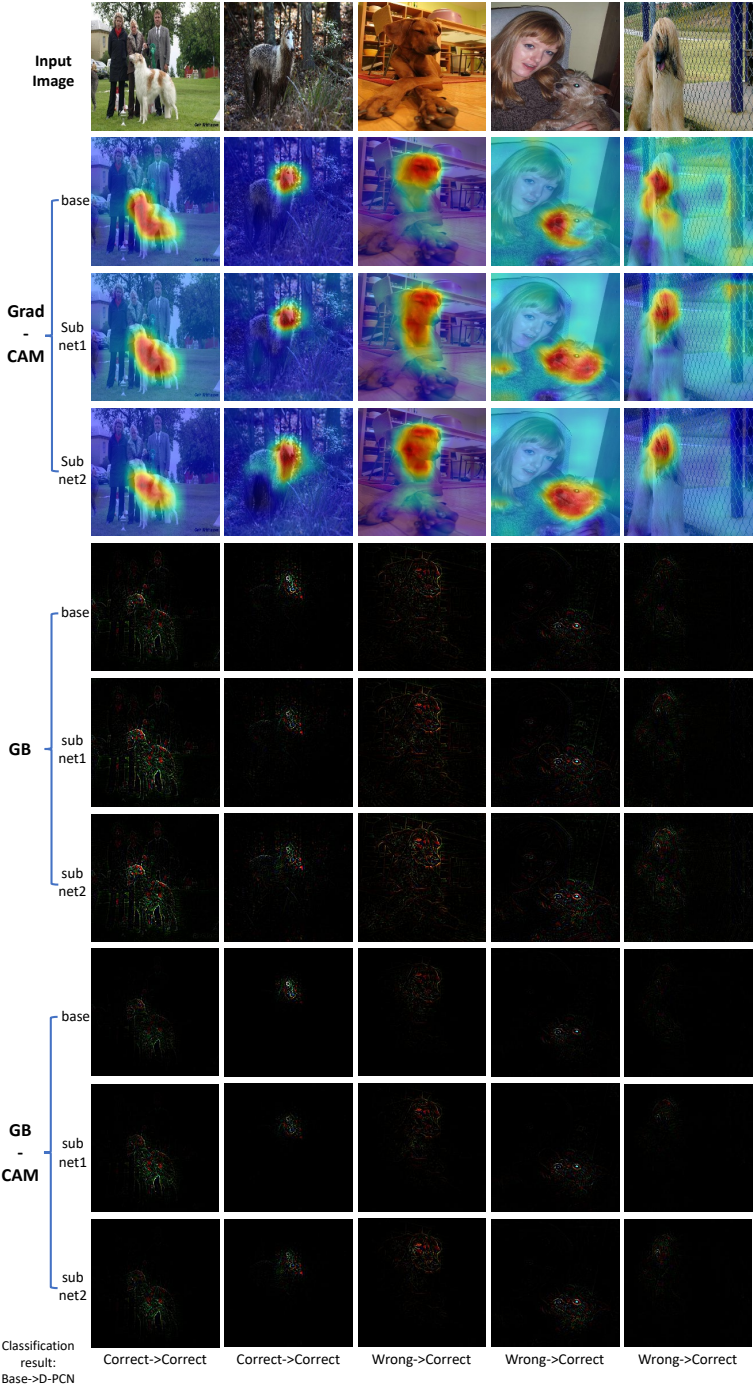 Input
Image
Grad
-
CAM
base
Sub
net1
Sub
net2
GB
base
sub
net1
sub
net2
GB
-
CAM
base
sub
net1
sub
net2
Classification
result:
Base->D-PCN
Correct->Correct
Correct->Correct
Wrong->Correct
Wrong->Correct
Wrong->Correct